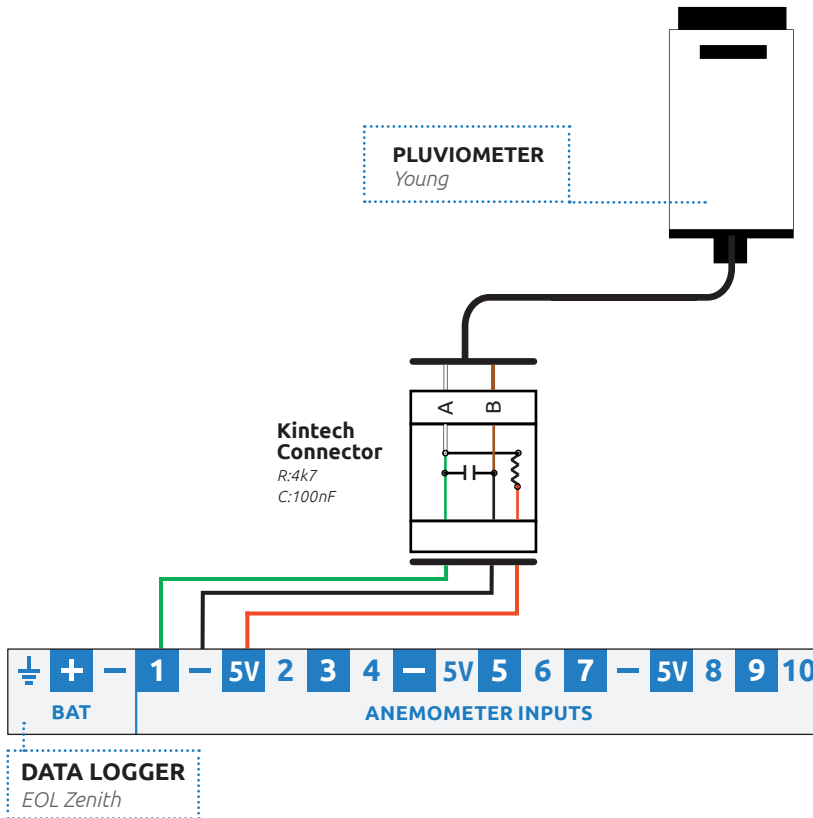 PLUVIOMETER
Young
A B
Kintech
Connector
R:4k7
C:100nF
+ − 1 − 5V 2 3 4 − 5V 5 6 7 − 5V 8 9 10
BAT ANEMOMETER INPUTS
DATA LOGGER
EOL Zenith